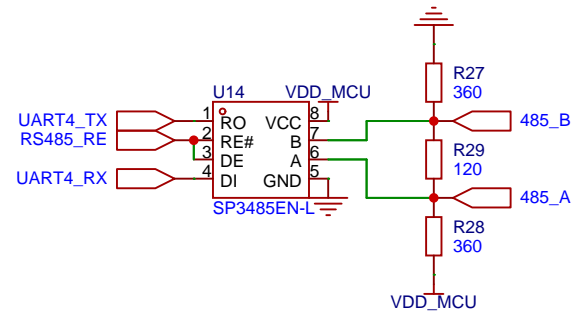 U14
VDD_MCU
R27
360
UART4_TX
1
RO
VCC
8
485_B
RS485_RE
2
RE#
B
7
3
DE
A
6
R29
120
UART4_RX
4
DI
GND
5
485_A
SP3485EN-L
R28
360
VDD_MCU